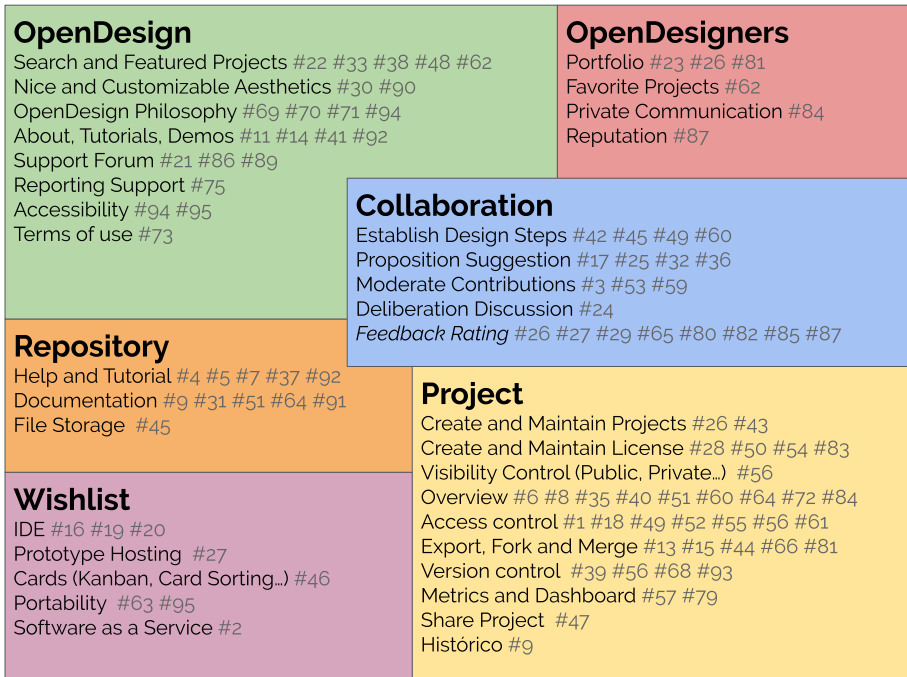 OpenDesign
Search and Featured Projects #22 #33 #38 #48 #62
Nice and Customizable Aesthetics #30 #90
OpenDesign Philosophy #69 #70 #71 #94
About, Tutorials, Demos #11 #14 #41 #92
Support Forum #21 #86 #89
Reporting Support #75
Accessibility #94 #95
Terms of use #73
OpenDesigners
Portfolio #23 #26 #81
Favorite Projects #62
Private Communication #84
Reputation #87
Collaboration
Establish Design Steps #42 #45 #49 #60
Proposition Suggestion #17 #25 #32 #36
Moderate Contributions #3 #53 #59
Deliberation Discussion #24
Feedback Rating #26 #27 #29 #65 #80 #82 #85 #87
Repository
Help and Tutorial #4 #5 #7 #37 #92
Documentation #9 #31 #51 #64 #91
File Storage #45
Project
Create and Maintain Projects #26 #43
Create and Maintain License #28 #50 #54 #83
Visibility Control (Public, Private…) #56
Overview #6 #8 #35 #40 #51 #60 #64 #72 #84
Access control #1 #18 #49 #52 #55 #56 #61
Export, Fork and Merge #13 #15 #44 #66 #81
Version control #39 #56 #68 #93
Metrics and Dashboard #57 #79
Share Project #47
Histórico #9
Wishlist
IDE #16 #19 #20
Prototype Hosting #27
Cards (Kanban, Card Sorting…) #46
Portability #63 #95
Software as a Service #2